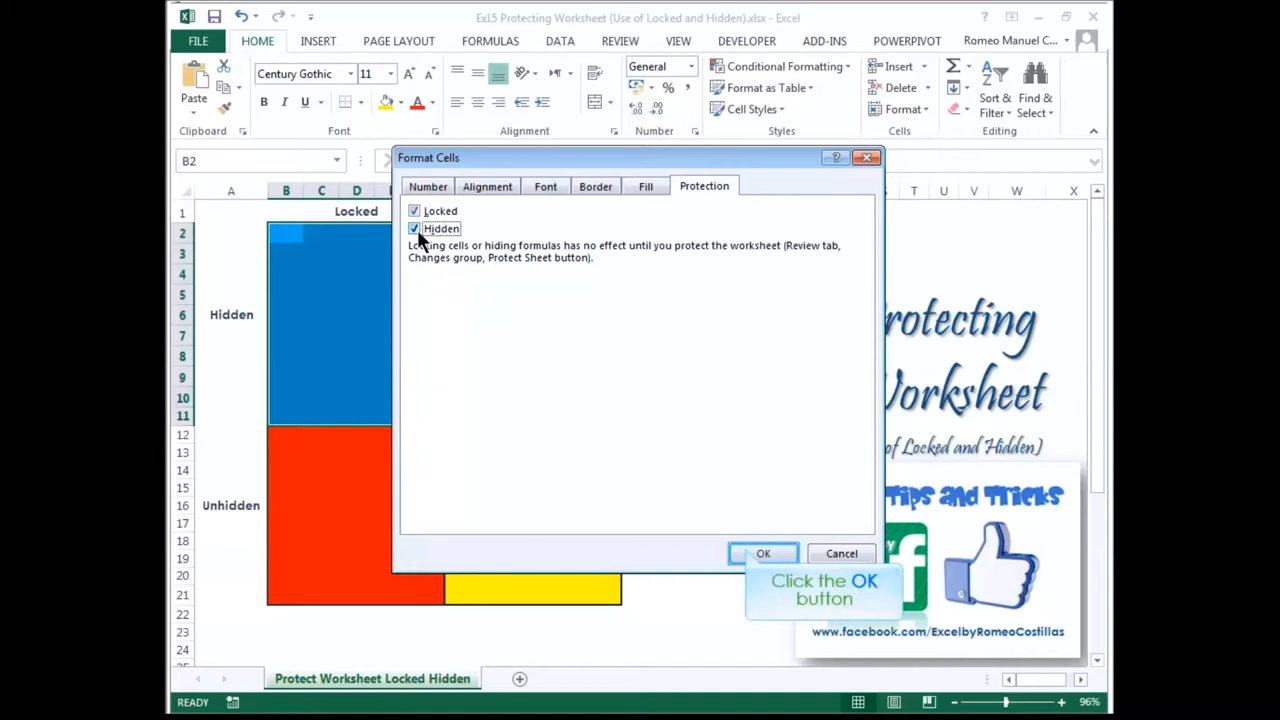 Ex15 Protecting Worksheet (Use of Locked and Hidden).xlsx - Excel
FILE HOME INSERT PAGE LAYOUT FORMULAS DATA REVIEW VIEW DEVELOPER ADD-INS POWERPIVOT Romeo Manuel C...
Paste
Century Gothic 11
B I U
General
Conditional Formatting
Format as Table
Cell Styles
Insert
Delete
Format
Sort & Filter
Find & Select
Clipboard Font Alignment Number Styles Cells Editing
B2
A B C D T U V W X
1 Locked
2
3
4
5
6 Hidden
7
8
9
10
11
12
13
14
15
16 Unhidden
17
18
19
20
21
22
23
Format Cells
Number Alignment Font Border Fill Protection
Locked
Hidden
cells or hiding formulas has no effect until you protect the worksheet (Review tab,
Changes group, Protect Sheet button).
OK Cancel
Click the OK
button
rotecting
Worksheet
of Locked and Hidden)
Tips and Tricks
www.facebook.com/ExcelbyRomeoCostillas
Protect Worksheet Locked Hidden
READY 96%